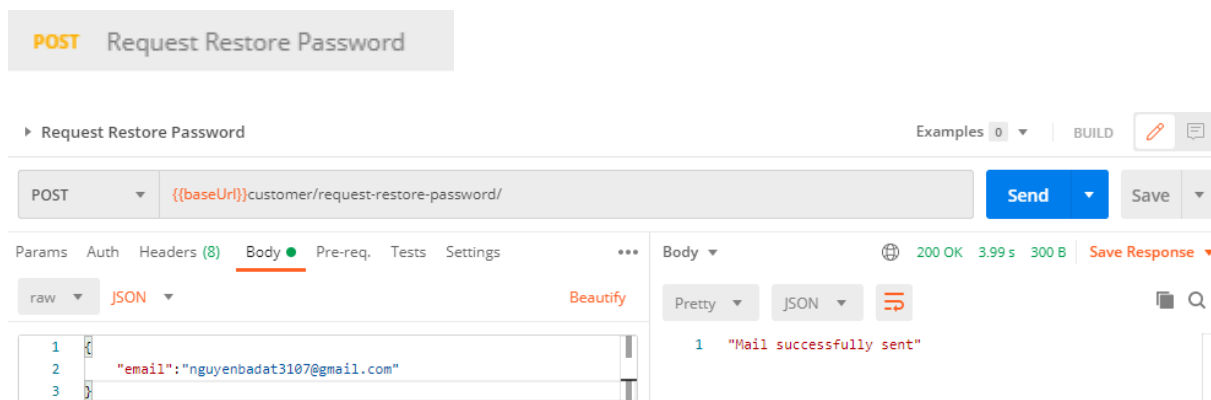 POST Request Restore Password
Request Restore Password Examples 0 BUILD
POST {{baseUrl}}customer/request-restore-password/ Send Save
Params Auth Headers (8) Body Pre-req. Tests Settings ••• Body 200 OK 3.99 s 300 B Save Response
raw JSON Beautify Pretty JSON
1 { 1 "Mail successfully sent"
2 "email":"nguyenbadat3107@gmail.com"
3 }